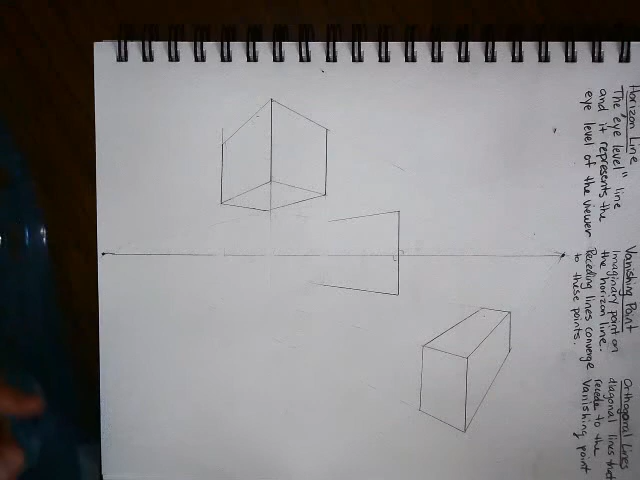 Horizon Line
The "eye level" line
and it represents the
eye level of the viewer
Vanishing Point
Imaginary point on
the horizon line.
Receding lines converge
to these points.
Orthogonal Lines
diagonal lines that
recede to the
vanishing point